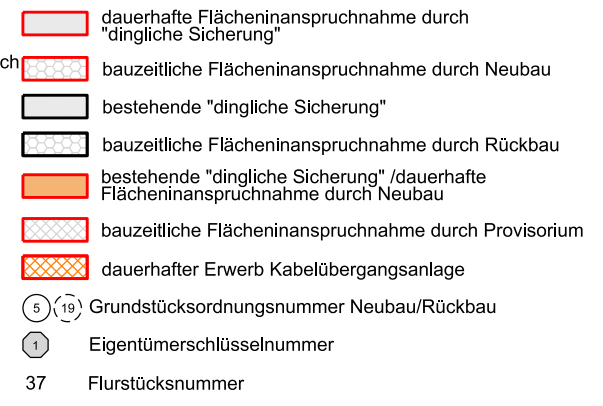 dauerhafte Flächeninanspruchnahme durch
"dingliche Sicherung"
ch
bauzeitliche Flächeninanspruchnahme durch Neubau
bestehende "dingliche Sicherung"
bauzeitliche Flächeninanspruchnahme durch Rückbau
bestehende "dingliche Sicherung" /dauerhafte
Flächeninanspruchnahme durch Neubau
bauzeitliche Flächeninanspruchnahme durch Provisorium
dauerhafter Erwerb Kabelübergangsanlage
5 19 Grundstücksordnungsnummer Neubau/Rückbau
1 Eigentümerschlüsselnummer
37 Flurstücksnummer